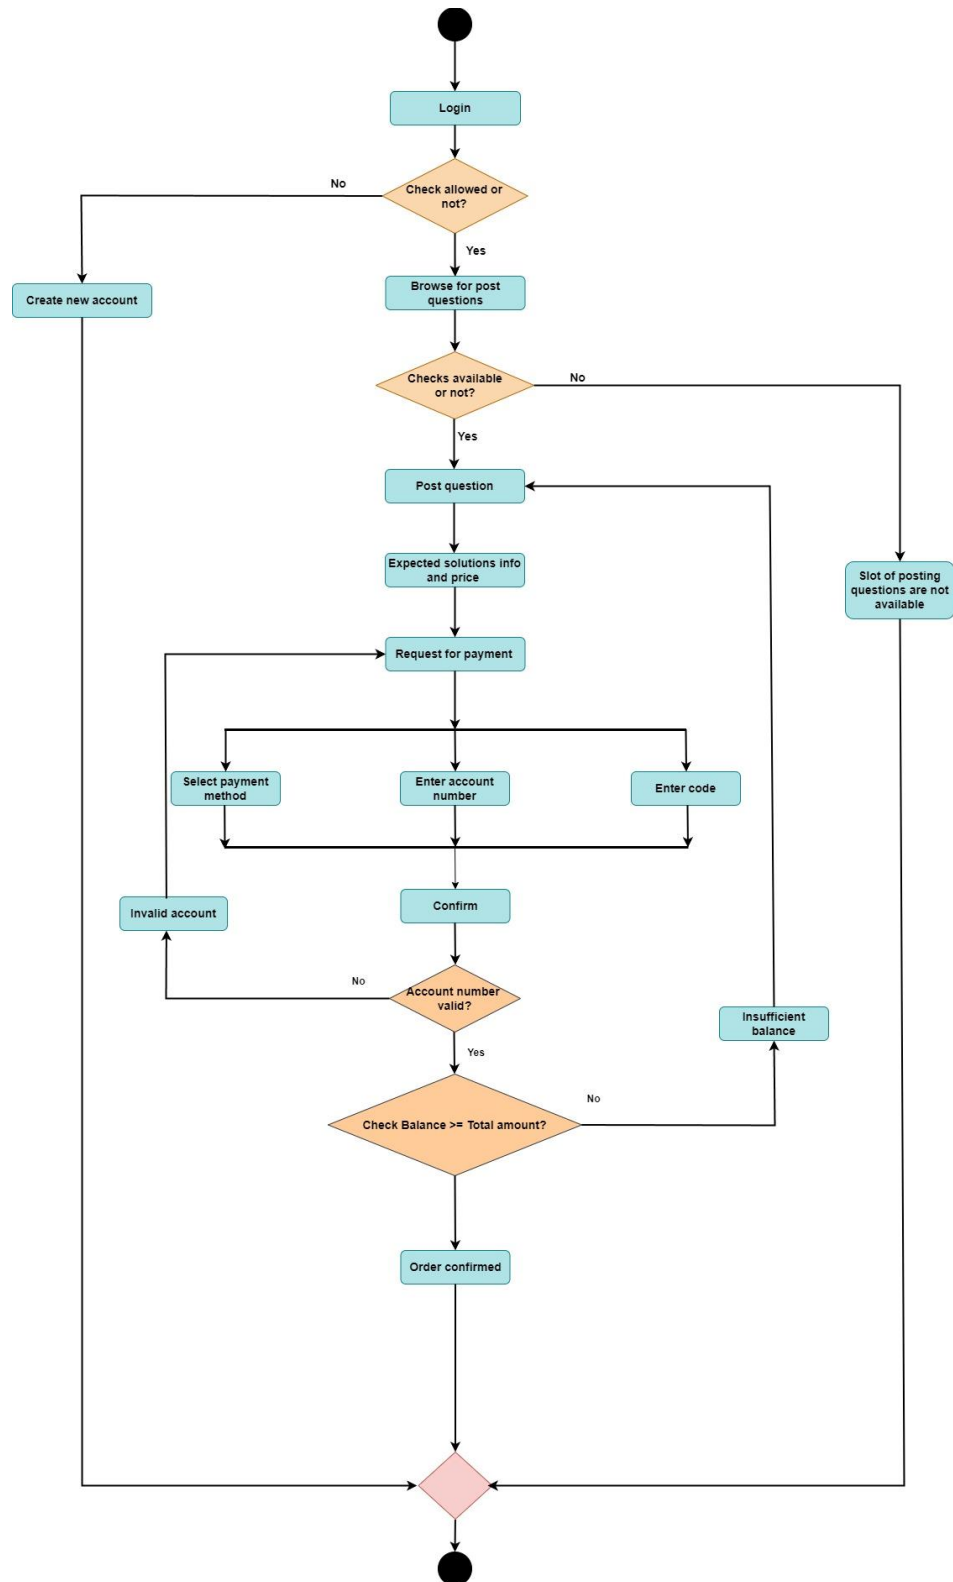 Login
Check allowed or
not?
No
Yes
Create new account
Browse for post
questions
Checks available
or not?
No
Yes
Post question
Expected solutions info
and price
Slot of posting
questions are not
available
Request for payment
Select payment
method
Enter account
number
Enter code
Invalid account
Confirm
No
Account number
valid?
Insufficient
balance
Yes
No
Check Balance >= Total amount?
Order confirmed